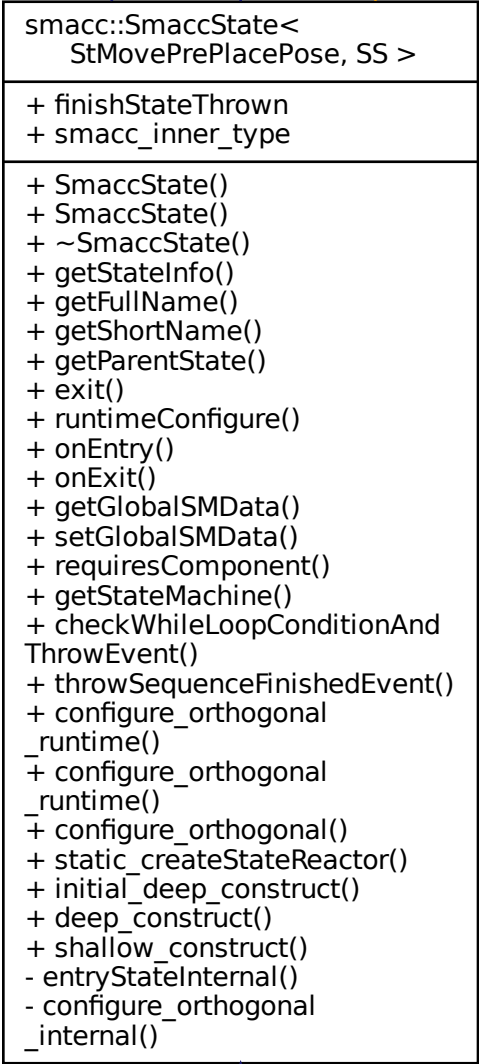 smacc::SmaccState<
StMovePrePlacePose, SS >
+ finishStateThrown
+ smacc_inner_type
+ SmaccState()
+ SmaccState()
+ ~SmaccState()
+ getStateInfo()
+ getFullName()
+ getShortName()
+ getParentState()
+ exit()
+ runtimeConfigure()
+ onEntry()
+ onExit()
+ getGlobalSMData()
+ setGlobalSMData()
+ requiresComponent()
+ getStateMachine()
+ checkWhileLoopConditionAnd
ThrowEvent()
+ throwSequenceFinishedEvent()
+ configure_orthogonal
_runtime()
+ configure_orthogonal
_runtime()
+ configure_orthogonal()
+ static_createStateReactor()
+ initial_deep_construct()
+ deep_construct()
+ shallow_construct()
- entryStateInternal()
- configure_orthogonal
_internal()